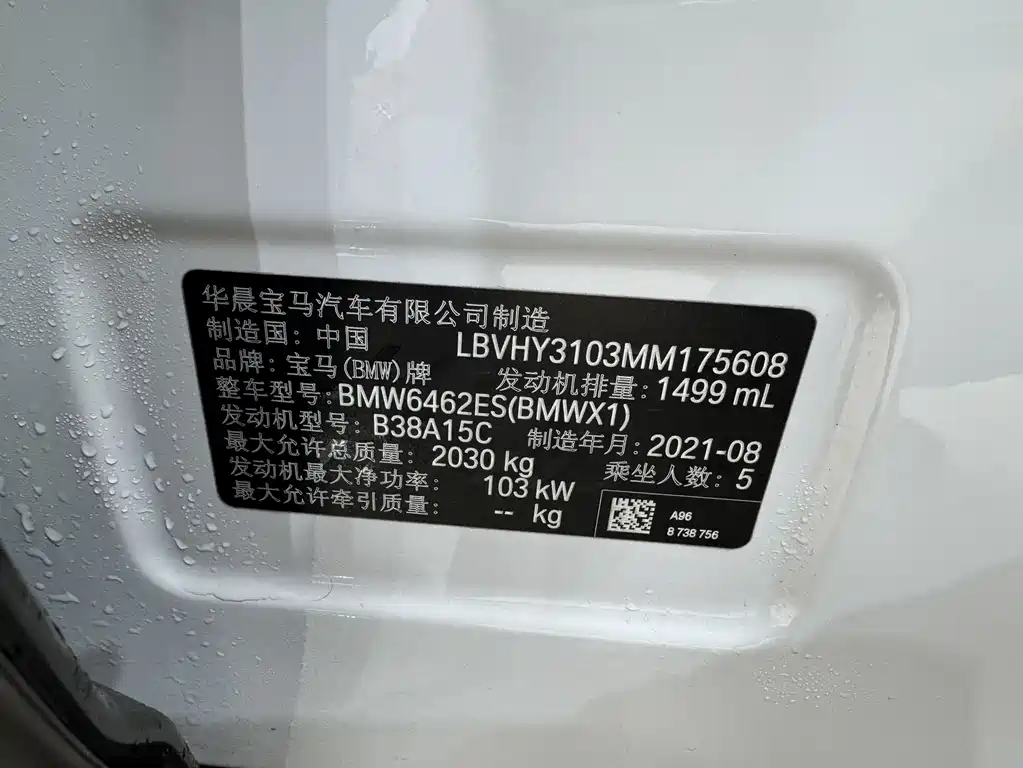 华晨宝马汽车有限公司制造
制造国: 中国 LBVHY3103MM175608
品牌: 宝马(BMW)牌 发动机排量: 1499 mL
整车型号: BMW6462ES(BMWX1)
发动机型号: B38A15C 制造年月: 2021-08
最大允许总质量: 2030 kg 乘坐人数: 5
发动机最大净功率: 103 kW
最大允许牵引质量: -- kg
A96
8 738 756